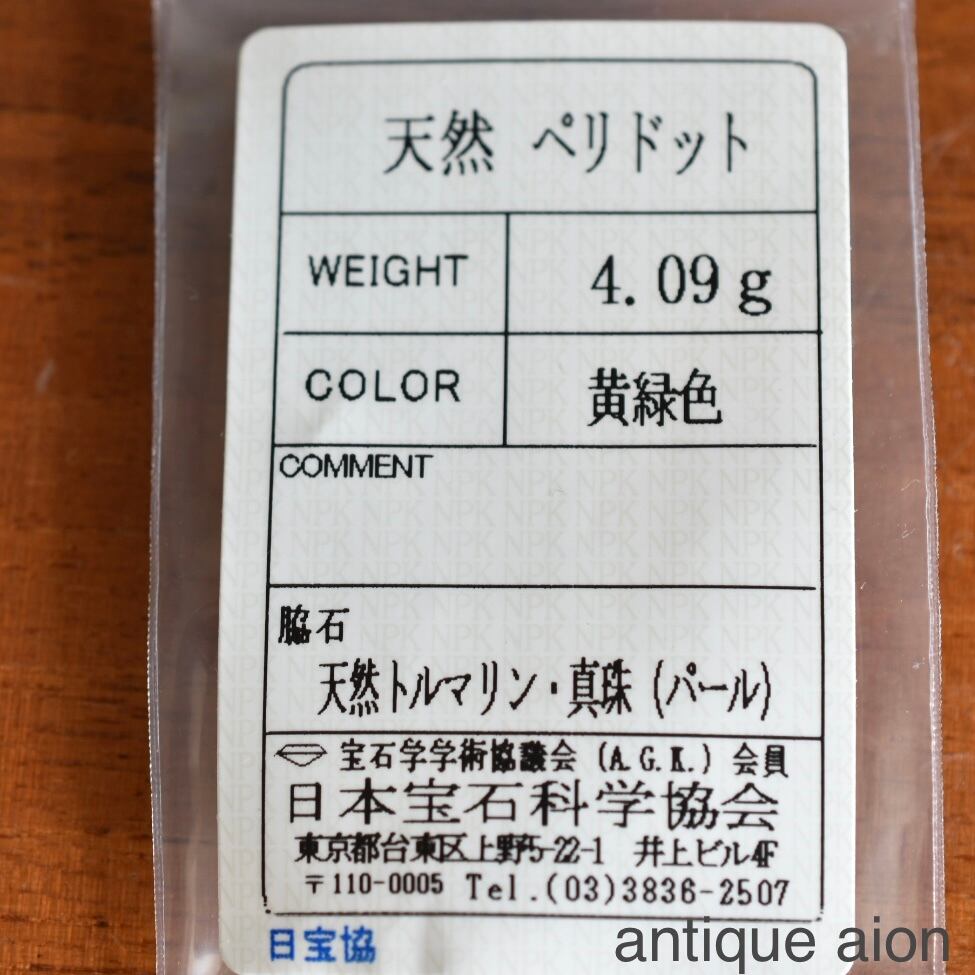 天然 ペリドット
WEIGHT 4.09g
COLOR 黄緑色
COMMENT
脇石
天然トルマリン・真珠 (パール)
宝石学学術協議会 (A.G.K.) 会員
日本宝石科学協会
東京都台東区上野5-22-1 井上ビル4F
〒110-0005 Tel.(03)3836-2507
日宝協
antique aion